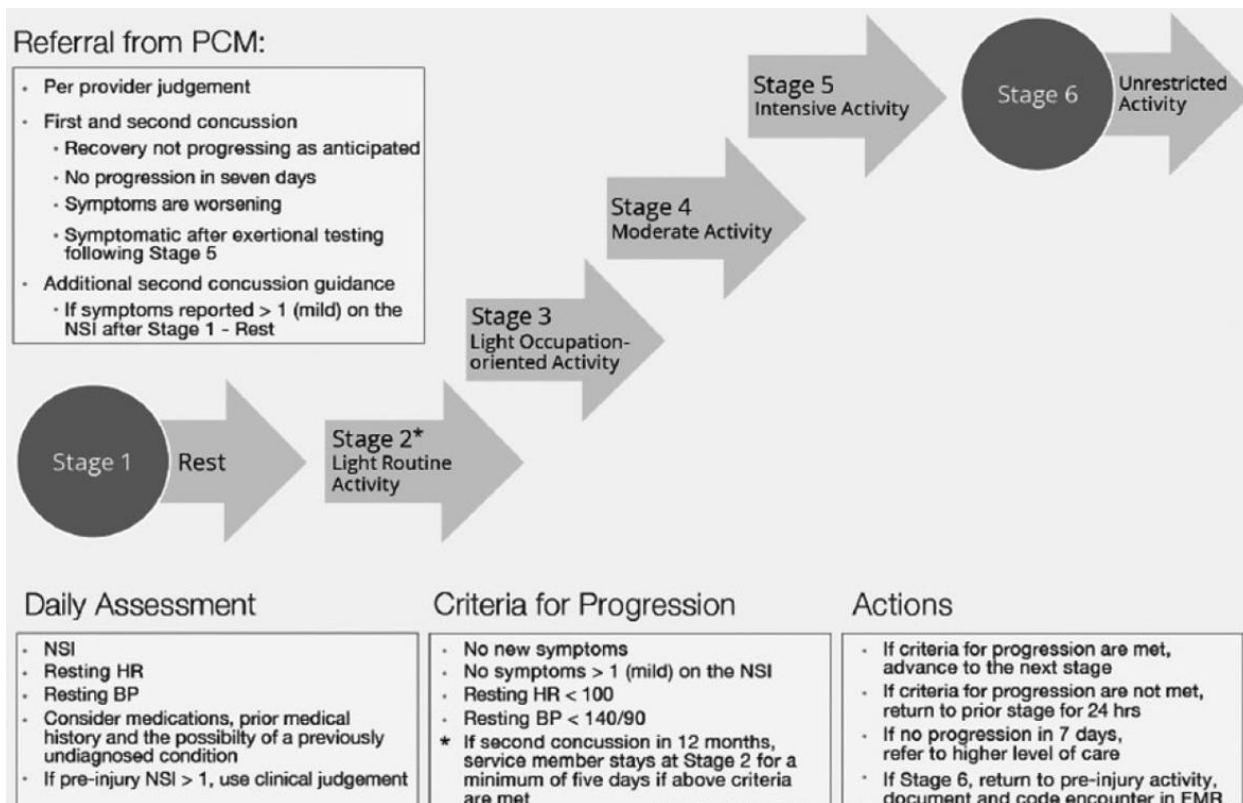 Referral from PCM:
· Per provider judgement
· First and second concussion
· Recovery not progressing as anticipated
· No progression in seven days
· Symptoms are worsening
· Symptomatic after exertional testing
following Stage 5
· Additional second concussion guidance
· If symptoms reported > 1 (mild) on the
NSI after Stage 1 - Rest
Stage 1
Rest
Stage 2*
Light Routine
Activity
Stage 3
Light Occupation-
oriented Activity
Stage 4
Moderate Activity
Stage 5
Intensive Activity
Stage 6
Unrestricted
Activity
Daily Assessment
· NSI
· Resting HR
· Resting BP
· Consider medications, prior medical
history and the possibilty of a previously
undiagnosed condition
· If pre-injury NSI > 1, use clinical judgement
Criteria for Progression
· No new symptoms
· No symptoms > 1 (mild) on the NSI
· Resting HR < 100
· Resting BP < 140/90
* If second concussion in 12 months,
service member stays at Stage 2 for a
minimum of five days if above criteria
are met
Actions
· If criteria for progression are met,
advance to the next stage
· If criteria for progression are not met,
return to prior stage for 24 hrs
· If no progression in 7 days,
refer to higher level of care
· If Stage 6, return to pre-injury activity,
document and code encounter in EMR